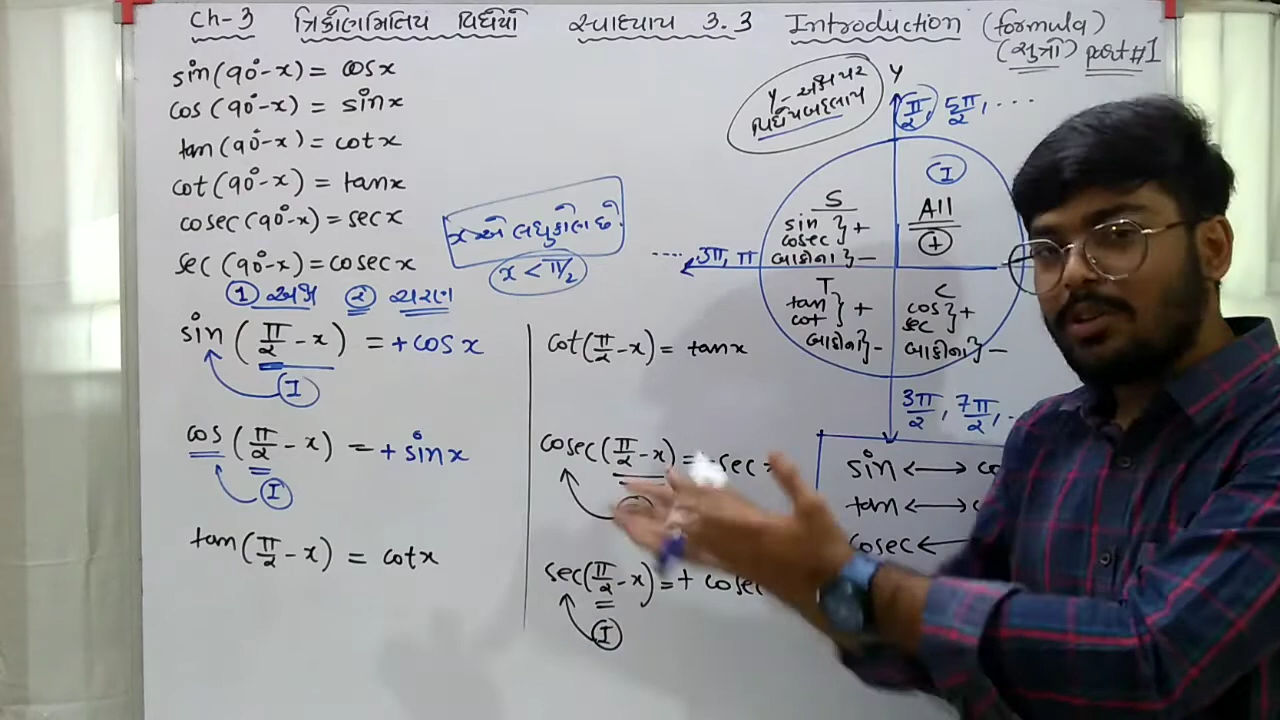 Ch-3 ત્રિકોણમિતિય વિધેયો સ્વાધ્યાય 3.3 Introduction (formula)
(સુત્રો) part#1
sin(90°-x) = cosx
cos(90°-x) = sinx
tan(90°-x) = cotx
cot(90°-x) = tanx
cosec(90°-x) = secx
sec(90°-x) = cosecx
① અક્ષ ② ચરણ
sin(π/2 - x) = +cosx
I
cos(π/2 - x) = +sinx
I
tan(π/2 - x) = cotx
x એ લઘુકોણ છે.
x < π/2
cot(π/2 - x) = tanx
cosec(π/2 - x) = sec
sec(π/2 - x) = + cosec
I
Y - અક્ષ પર
વિધેય બદલાય
Y
π/2, 5π/2, ...
I
S
sin } +
cosec
બાકીના } -
All
+
.... 3π, π
T
tan } +
cot
બાકીના } -
C
cos } +
sec
બાકીના } -
3π/2, 7π/2, .
sin ⟷ co
tan ⟷ c
cosec ←